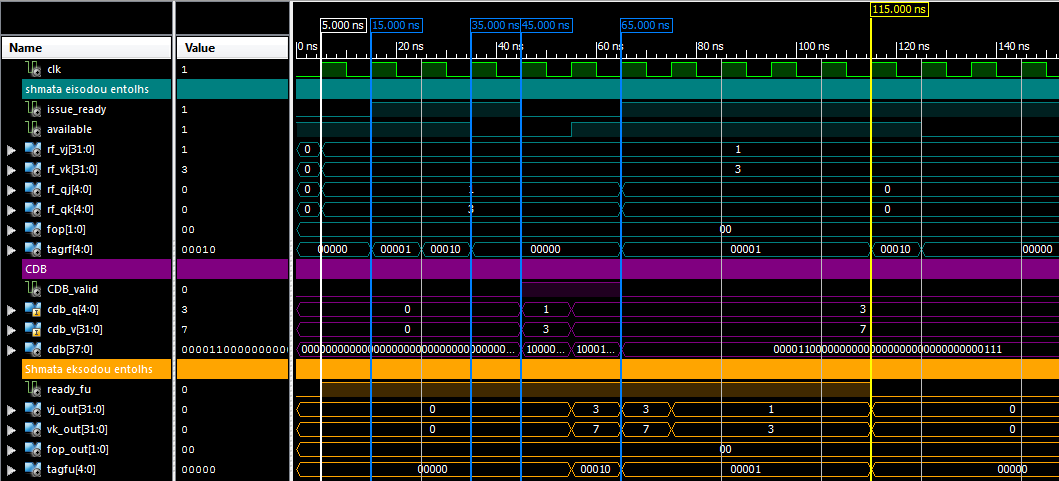 115.000 ns
5.000 ns 15.000 ns 35.000 ns 45.000 ns 65.000 ns
Name Value
0 ns 20 ns 40 ns 60 ns 80 ns 100 ns 120 ns 140 ns
clk 1
shmata eisodou entolhs
issue_ready 1
available 1
rf_vj[31:0] 1 0 1
rf_vk[31:0] 3 0 3
rf_qj[4:0] 0 0 1 0
rf_qk[4:0] 0 0 3 0
fop[1:0] 00 00
tagrf[4:0] 00010 00000 00001 00010 00000 00001 00010 00000
CDB
CDB_valid 0
cdb_q[4:0] 3 0 1 3
cdb_v[31:0] 7 0 3 7
cdb[37:0] 0000110000000000 10000... 10001... 00001100000000000000000000000000000111
Shmata eksodou entolhs
ready_fu 0
vj_out[31:0] 0 0 3 3 1 0
vk_out[31:0] 0 0 7 7 3 0
fop_out[1:0] 00 00
tagfu[4:0] 00000 00000 00010 00001 00000